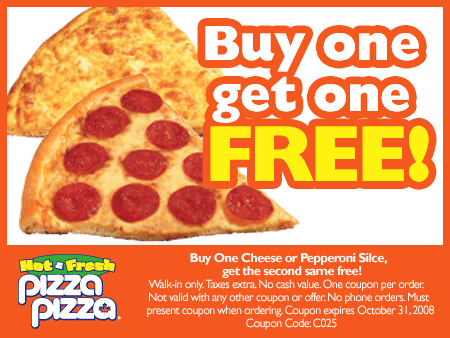 Buy one
get one
FREE!
Buy One Cheese or Pepperoni Silce,
get the second same free!
Walk-in only. Taxes extra. No cash value. One coupon per order.
Not valid with any other coupon or offer. No phone orders. Must
present coupon when ordering. Coupon expires October 31, 2008
Coupon Code: C025
Hot & Fresh
pizza
pizza.